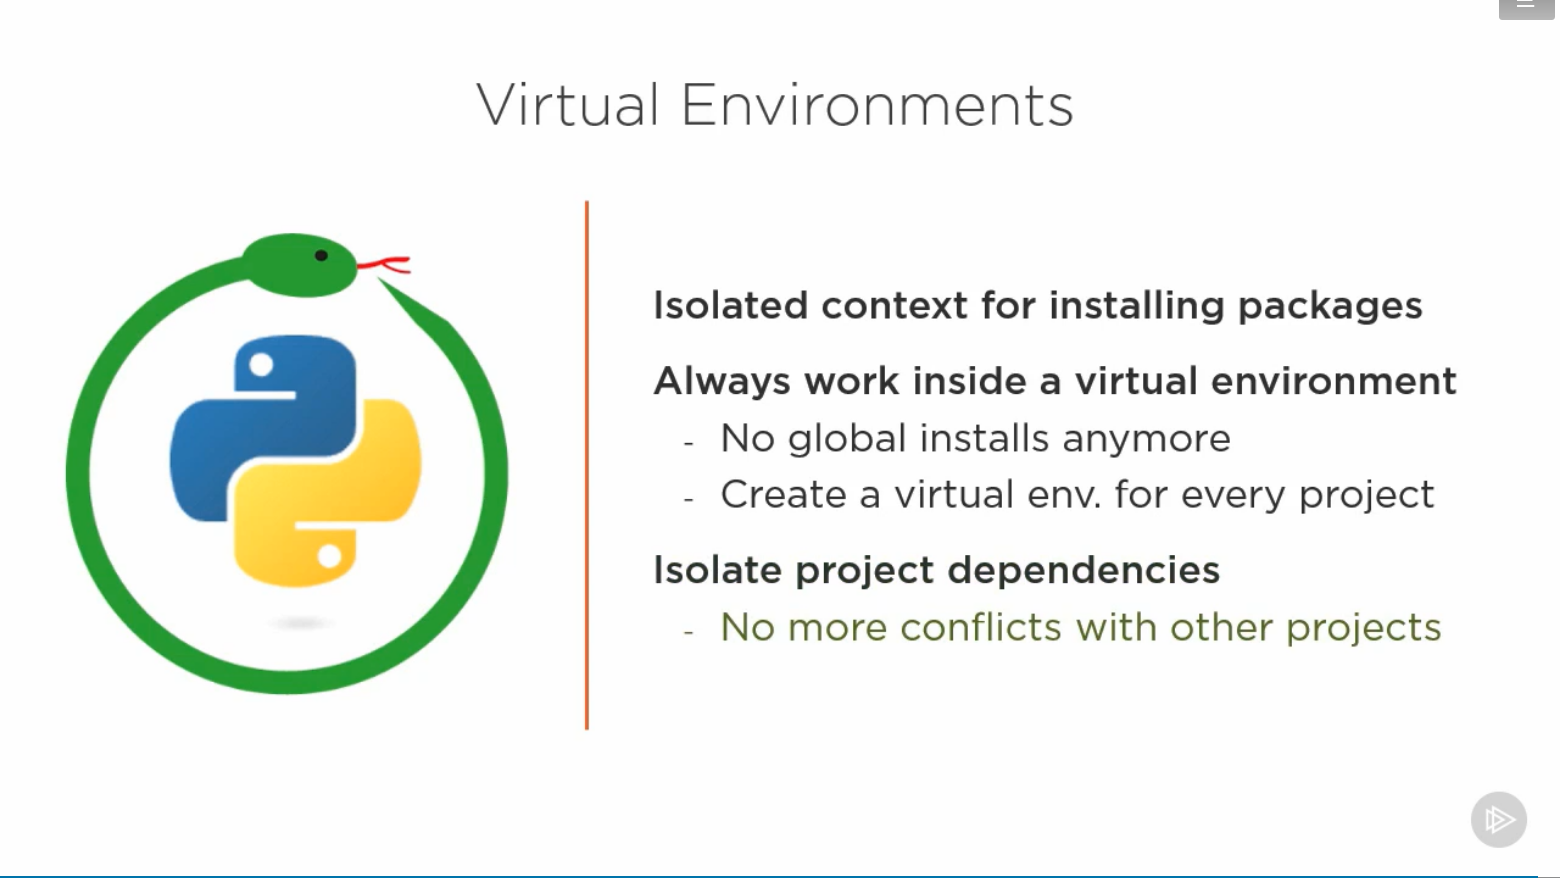 Virtual Environments
Isolated context for installing packages
Always work inside a virtual environment
- No global installs anymore
- Create a virtual env. for every project
Isolate project dependencies
- No more conflicts with other projects